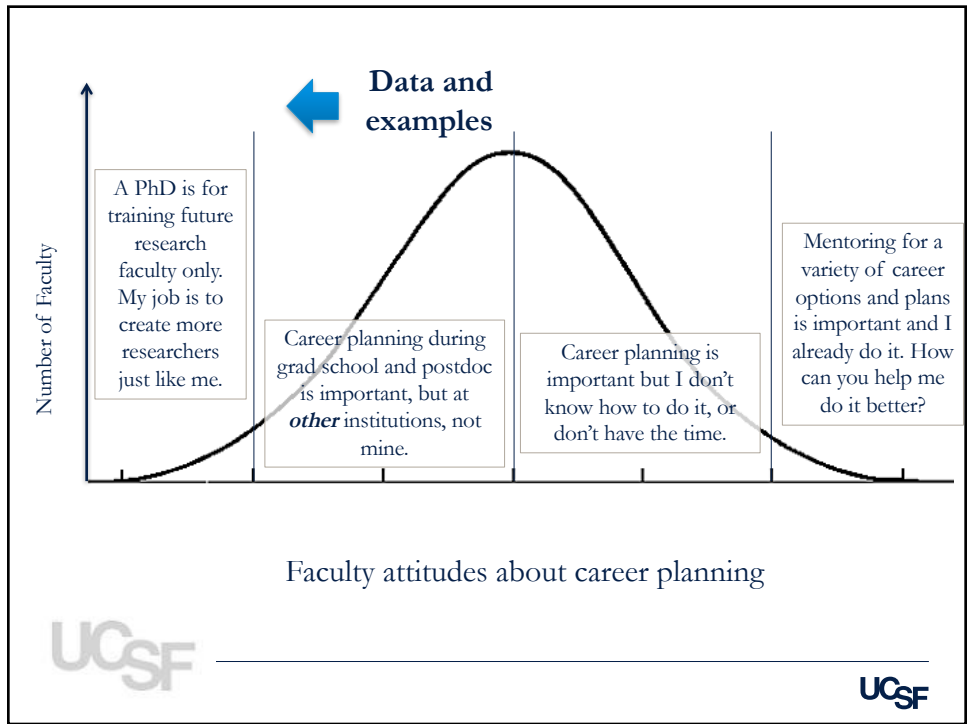 Data and
examples
Number of Faculty
A PhD is for
training future
research
faculty only.
My job is to
create more
researchers
just like me.
Career planning during
grad school and postdoc
is important, but at
other institutions, not
mine.
Career planning is
important but I don’t
know how to do it, or
don’t have the time.
Mentoring for a
variety of career
options and plans
is important and I
already do it. How
can you help me
do it better?
Faculty attitudes about career planning
UCSF
UCSF